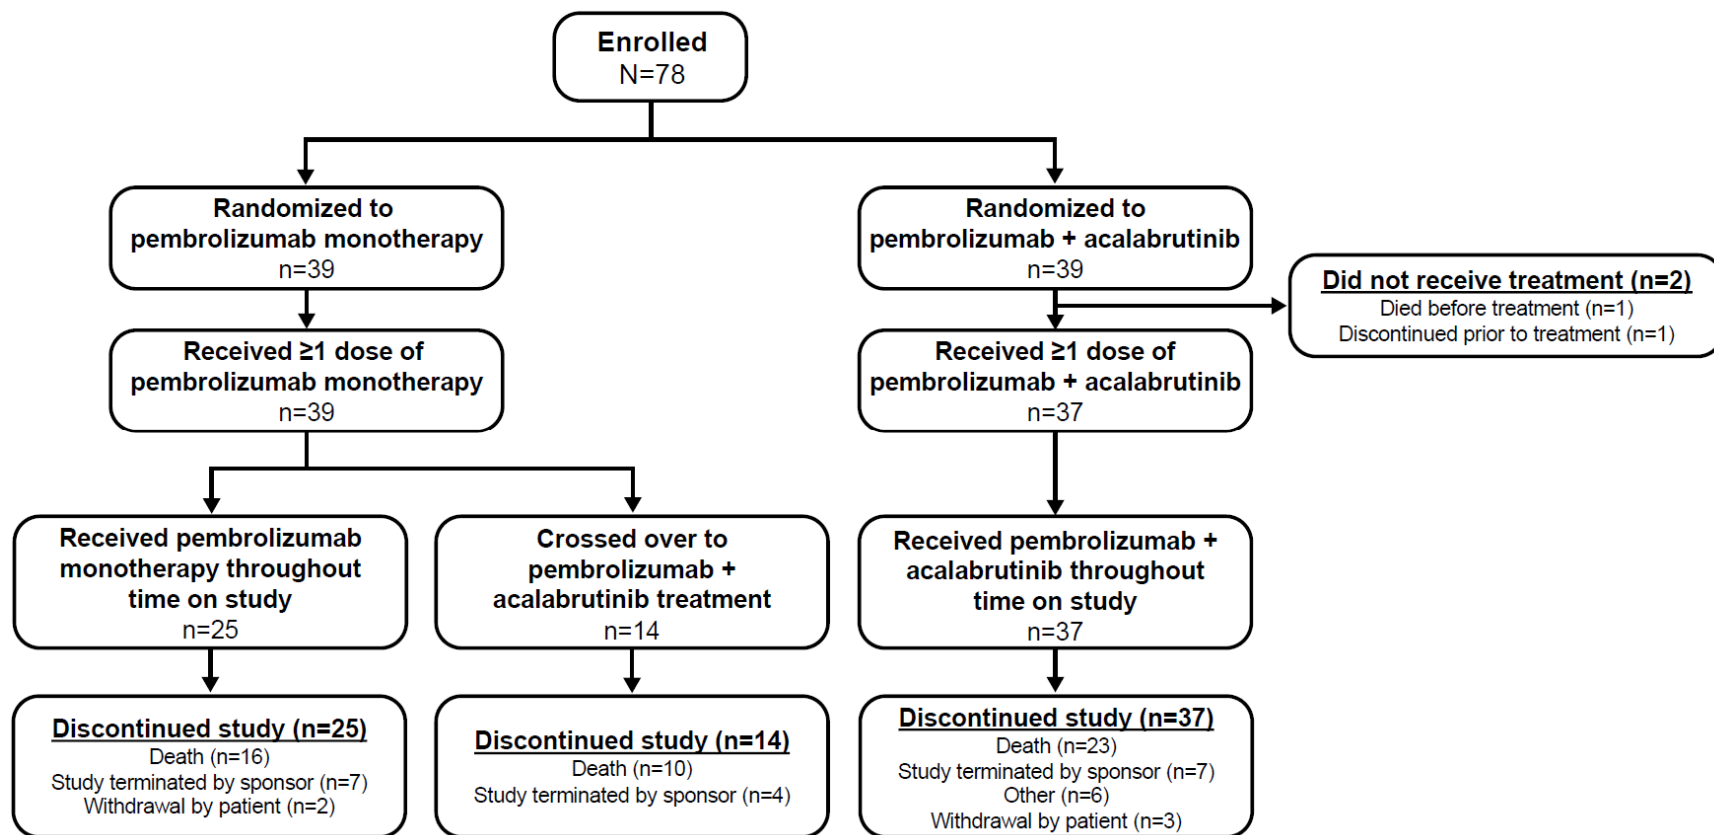 Enrolled
N=78
Randomized to
pembrolizumab monotherapy
n=39
Randomized to
pembrolizumab + acalabrutinib
n=39
Did not receive treatment (n=2)
Died before treatment (n=1)
Discontinued prior to treatment (n=1)
Received ≥1 dose of
pembrolizumab monotherapy
n=39
Received ≥1 dose of
pembrolizumab + acalabrutinib
n=37
Received pembrolizumab
monotherapy throughout
time on study
n=25
Crossed over to
pembrolizumab +
acalabrutinib treatment
n=14
Received pembrolizumab +
acalabrutinib throughout
time on study
n=37
Discontinued study (n=25)
Death (n=16)
Study terminated by sponsor (n=7)
Withdrawal by patient (n=2)
Discontinued study (n=14)
Death (n=10)
Study terminated by sponsor (n=4)
Discontinued study (n=37)
Death (n=23)
Study terminated by sponsor (n=7)
Other (n=6)
Withdrawal by patient (n=3)